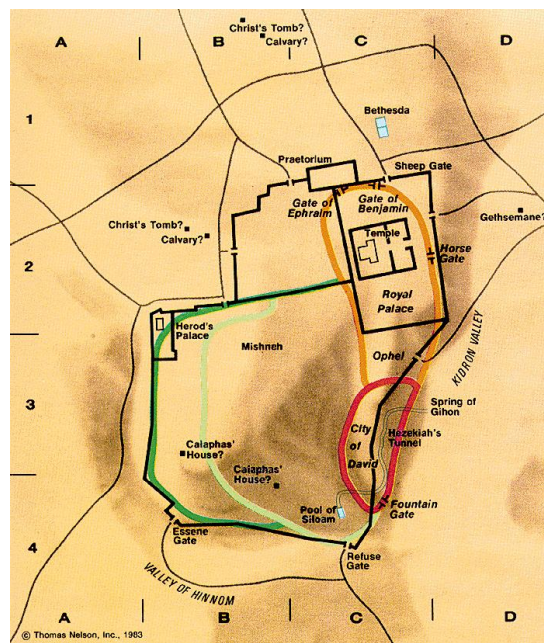 Christ's Tomb?
Calvary?
A
B
C
D
1
Bethesda
Praetorium
Sheep Gate
Gate of
Ephraim
Gate of
Benjamin
Christ's Tomb?
Calvary?
Gethsemane?
Temple
Horse
Gate
2
Royal
Palace
Herod's
Palace
Mishneh
Ophel
KIDRON VALLEY
3
Spring of
Gihon
City
of
David
Hezekiah's
Tunnel
Caiaphas'
House?
Caiaphas'
House?
Pool of
Siloam
Fountain
Gate
Essene
Gate
4
Refuse
Gate
VALLEY OF HINNOM
A
B
C
D
© Thomas Nelson, Inc., 1983